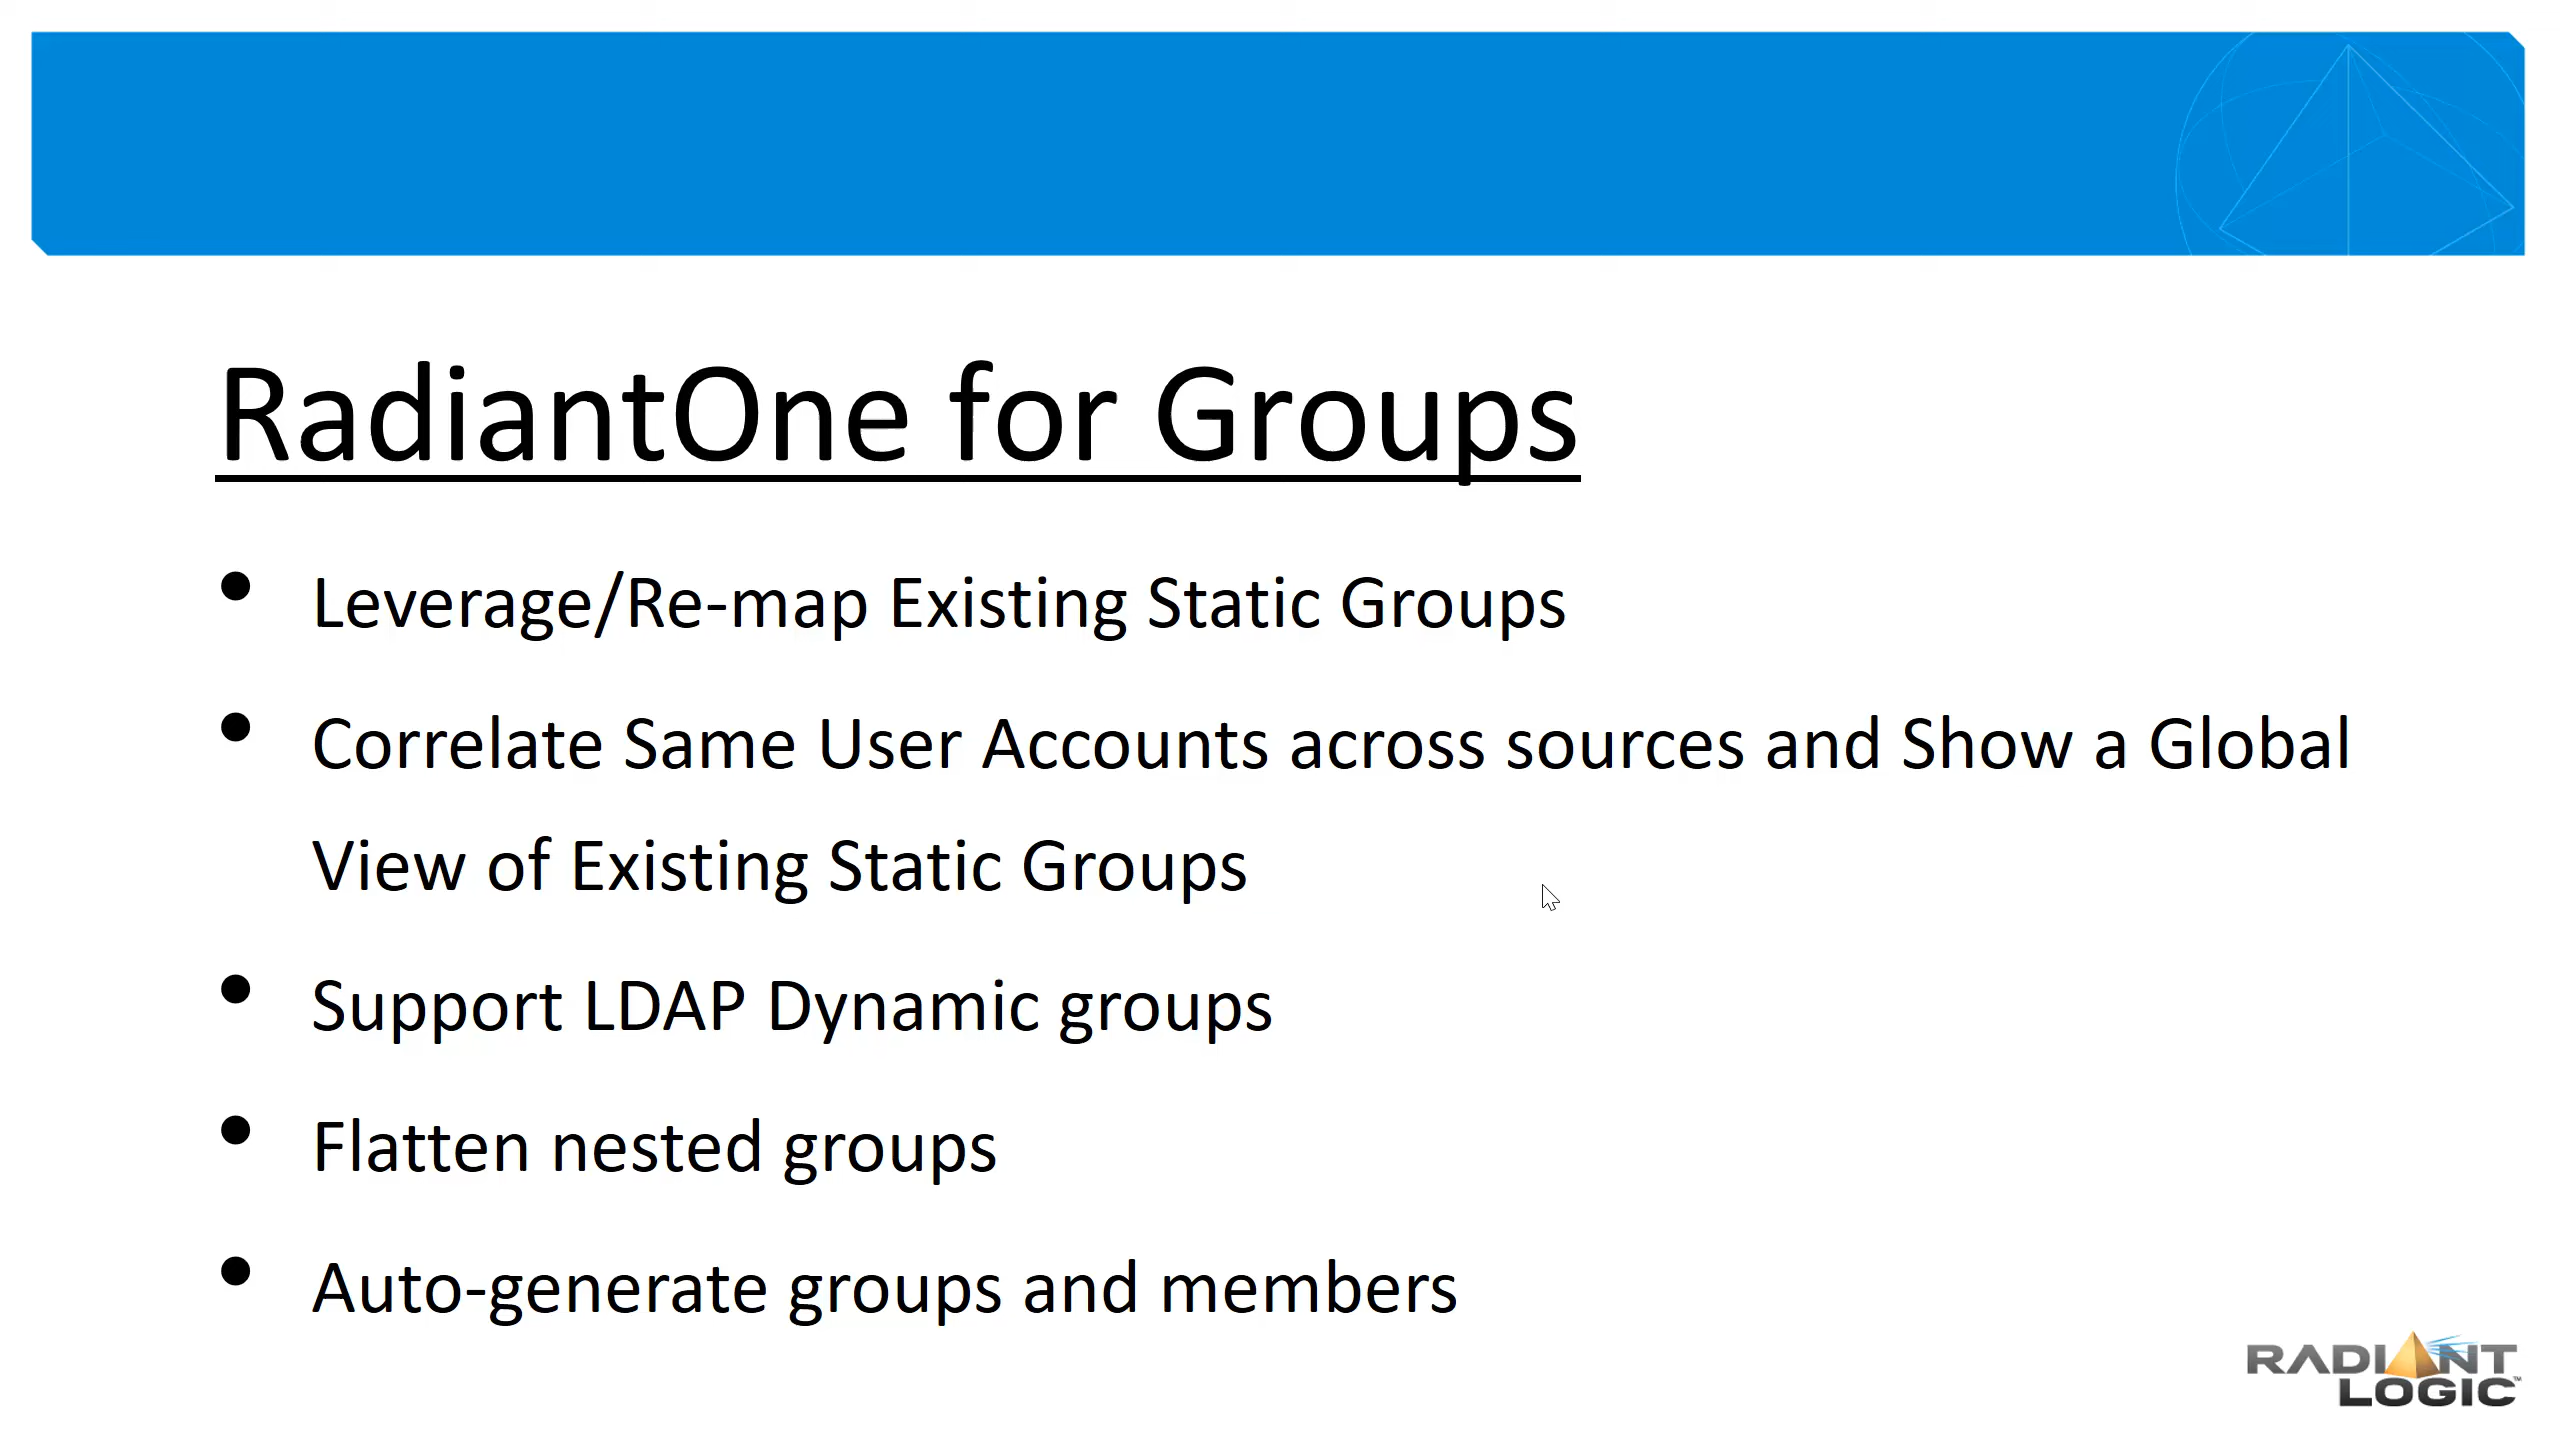 RadiantOne for Groups
• Leverage/Re-map Existing Static Groups
• Correlate Same User Accounts across sources and Show a Global
View of Existing Static Groups
• Support LDAP Dynamic groups
• Flatten nested groups
• Auto-generate groups and members
RADIANT
LOGIC™